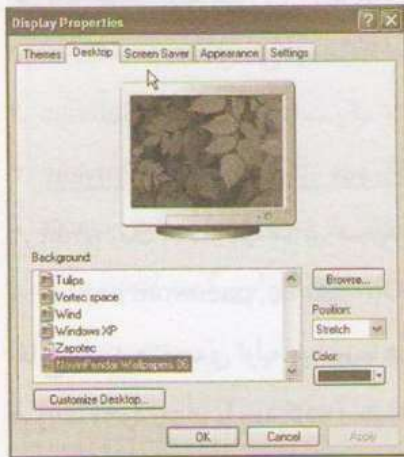 Display Properties
Themes Desktop Screen Saver Appearance Settings
Background:
Tulips
Vortec space
Wind
Windows XP
Zapotec
Wallpapers
Browse...
Position:
Stretch
Color:
Customize Desktop...
OK Cancel Apply